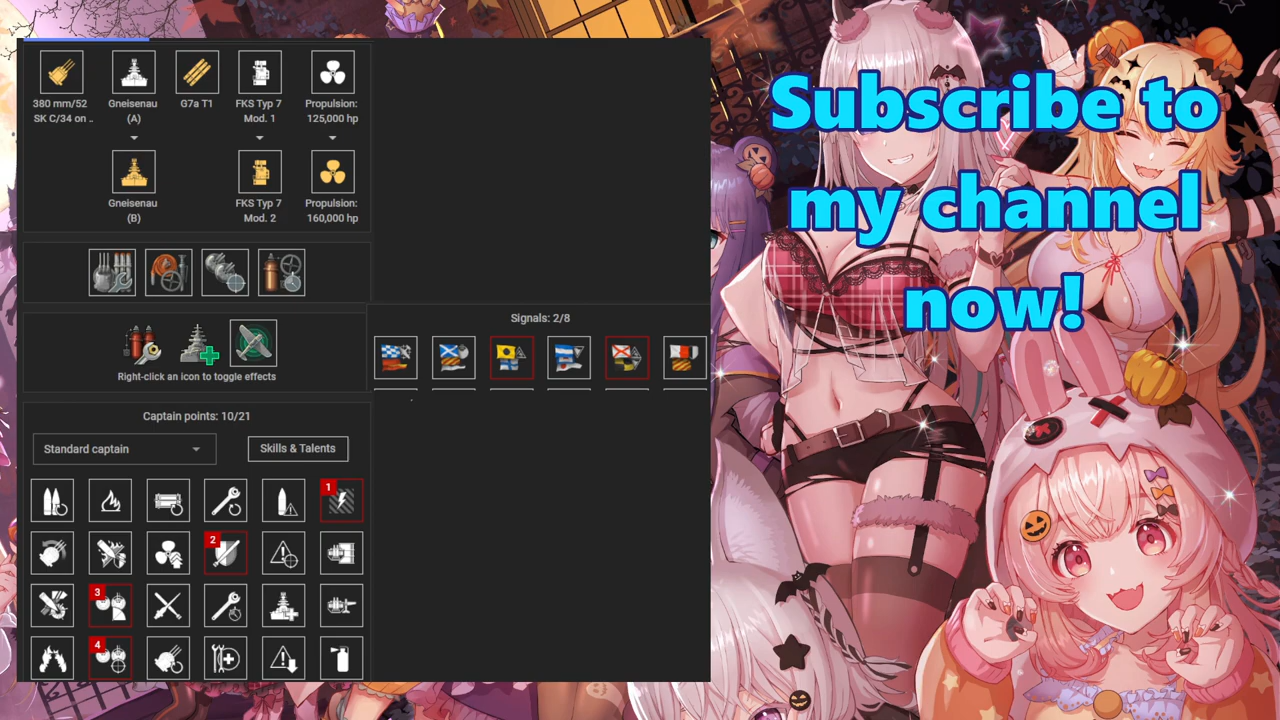 380 mm/52
SK C/34 on ..
Gneisenau
(A)
G7a T1
FKS Typ 7
Mod. 1
Propulsion:
125,000 hp
Gneisenau
(B)
FKS Typ 7
Mod. 2
Propulsion:
160,000 hp
Right-click an icon to toggle effects
Signals: 2/8
Captain points: 10/21
Standard captain
Skills & Talents
1
2
3
4
Subscribe to
my channel
now!